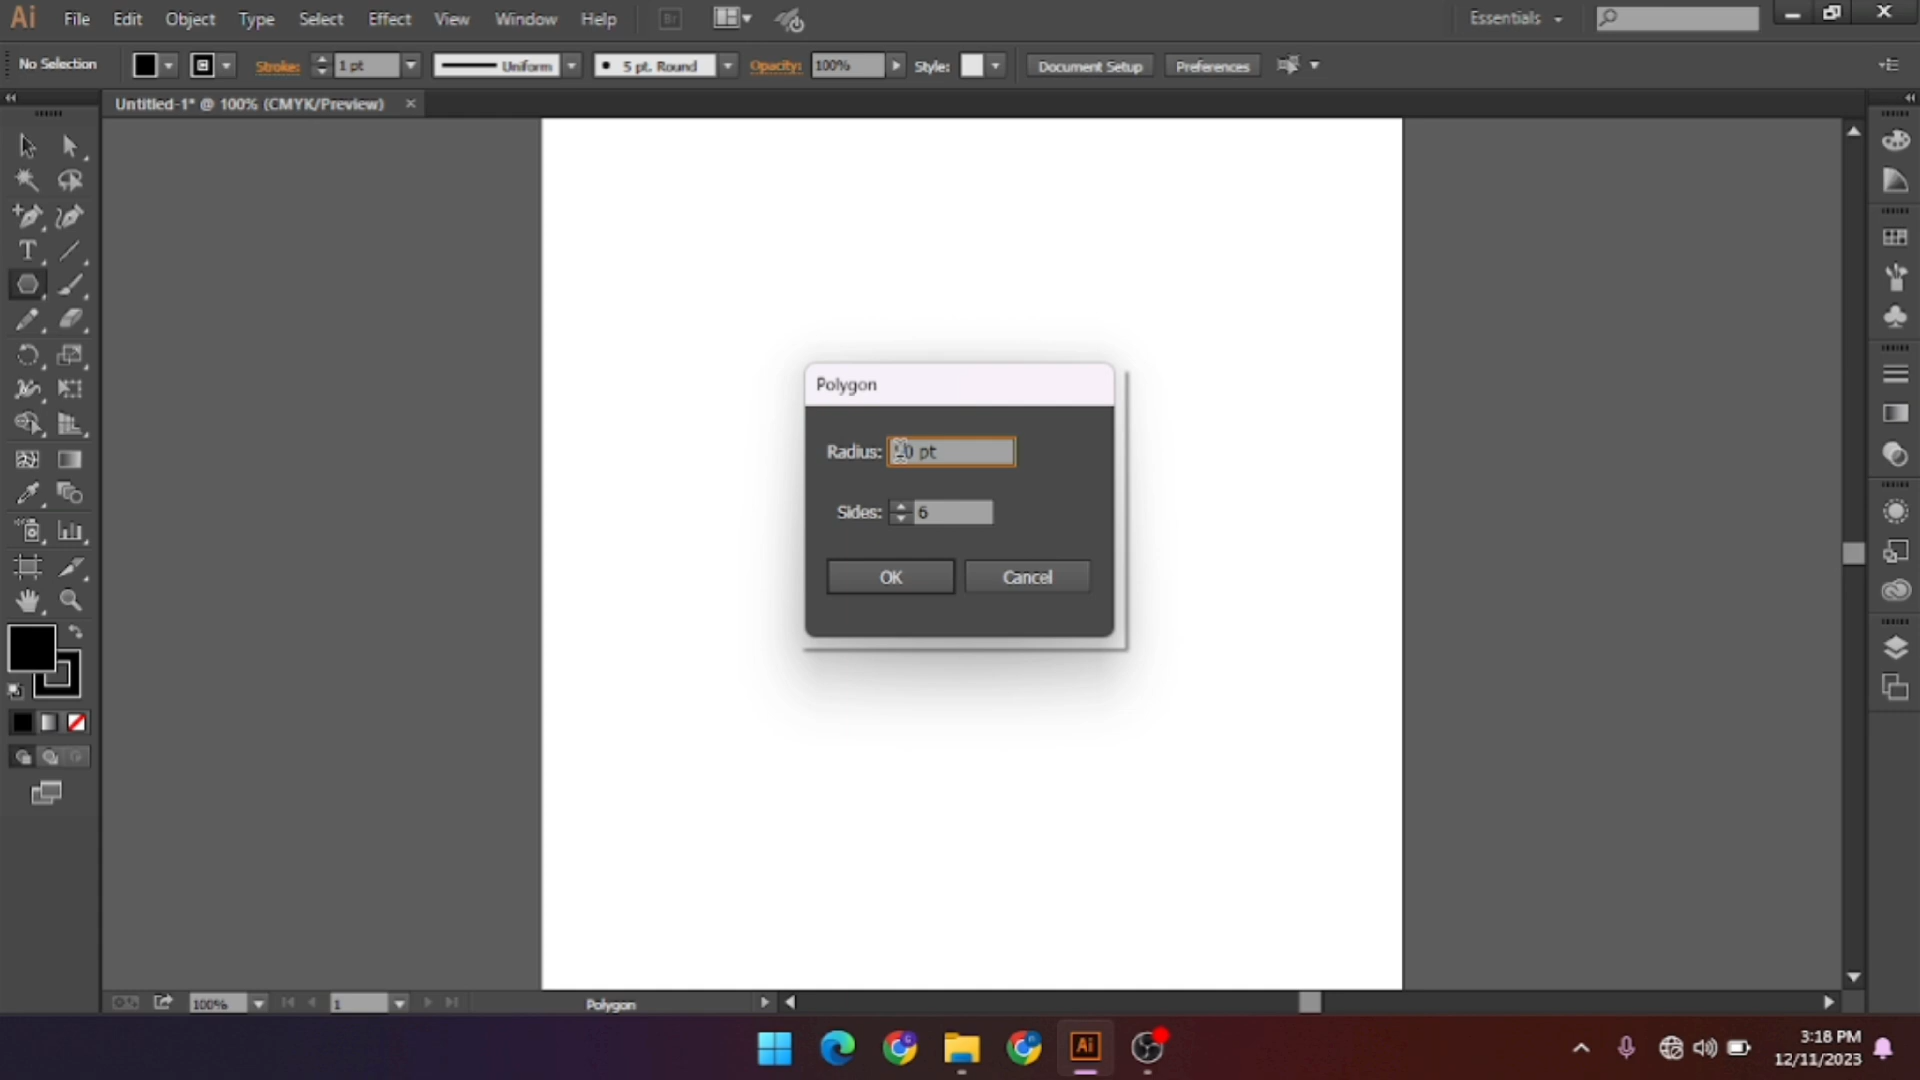 Ai File Edit Object Type Select Effect View Window Help Br Essentials
No Selection Stroke: 1 pt Uniform 5 pt. Round Opacity: 100% Style: Document Setup Preferences
Untitled-1* @ 100% (CMYK/Preview) ×
T
Polygon
Radius: pt
Sides: 6
OK Cancel
100% 1 Polygon
Ai
3:18 PM
12/11/2023